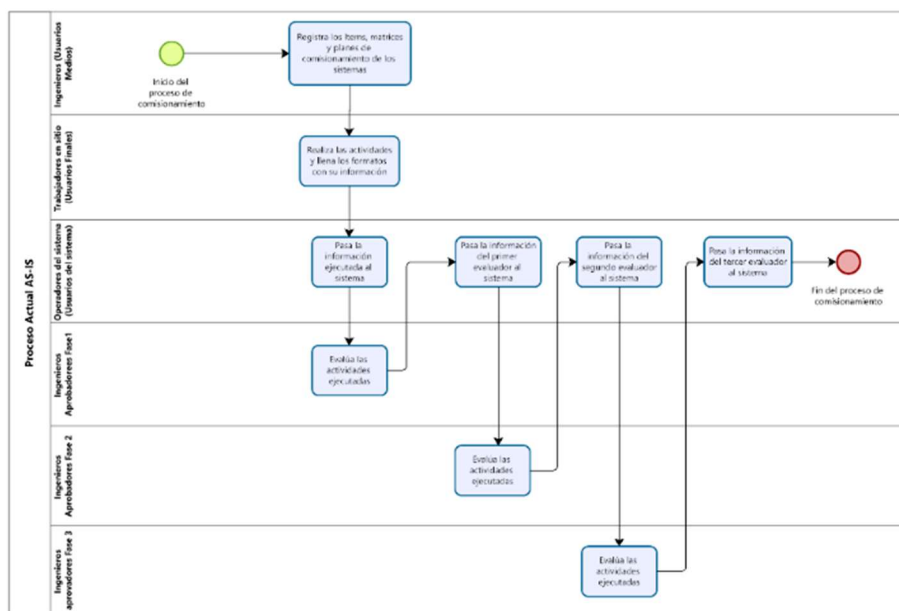 Proceso Actual AS-IS
Ingenieros (Usuarios
Medios)
Inicio del
proceso de
comisionamiento
Registra los items, matrices
y planes de
comisionamiento de los
sistemas
Trabajadores en sitio
(Usuarios Finales)
Realiza las actividades
y llena los formatos
con su información
Operadores del sistema
(Usuarios del sistema)
Pasa la
información
ejecutada al
sistema
Pasa la información
del primer
evaluador al
sistema
Pasa la
información del
segundo evaluador
al sistema
Pasa la información
del tercer evaluador
al sistema
Fin del proceso de
comisionamiento
Ingenieros
Aprobadorees Fase1
Evalúa las
actividades
ejecutadas
Ingenieros
Aprobadores Fase 2
Evalúa las
actividades
ejecutadas
Ingenieros
aprovadores Fase 3
Evalúa las
actividades
ejecutadas